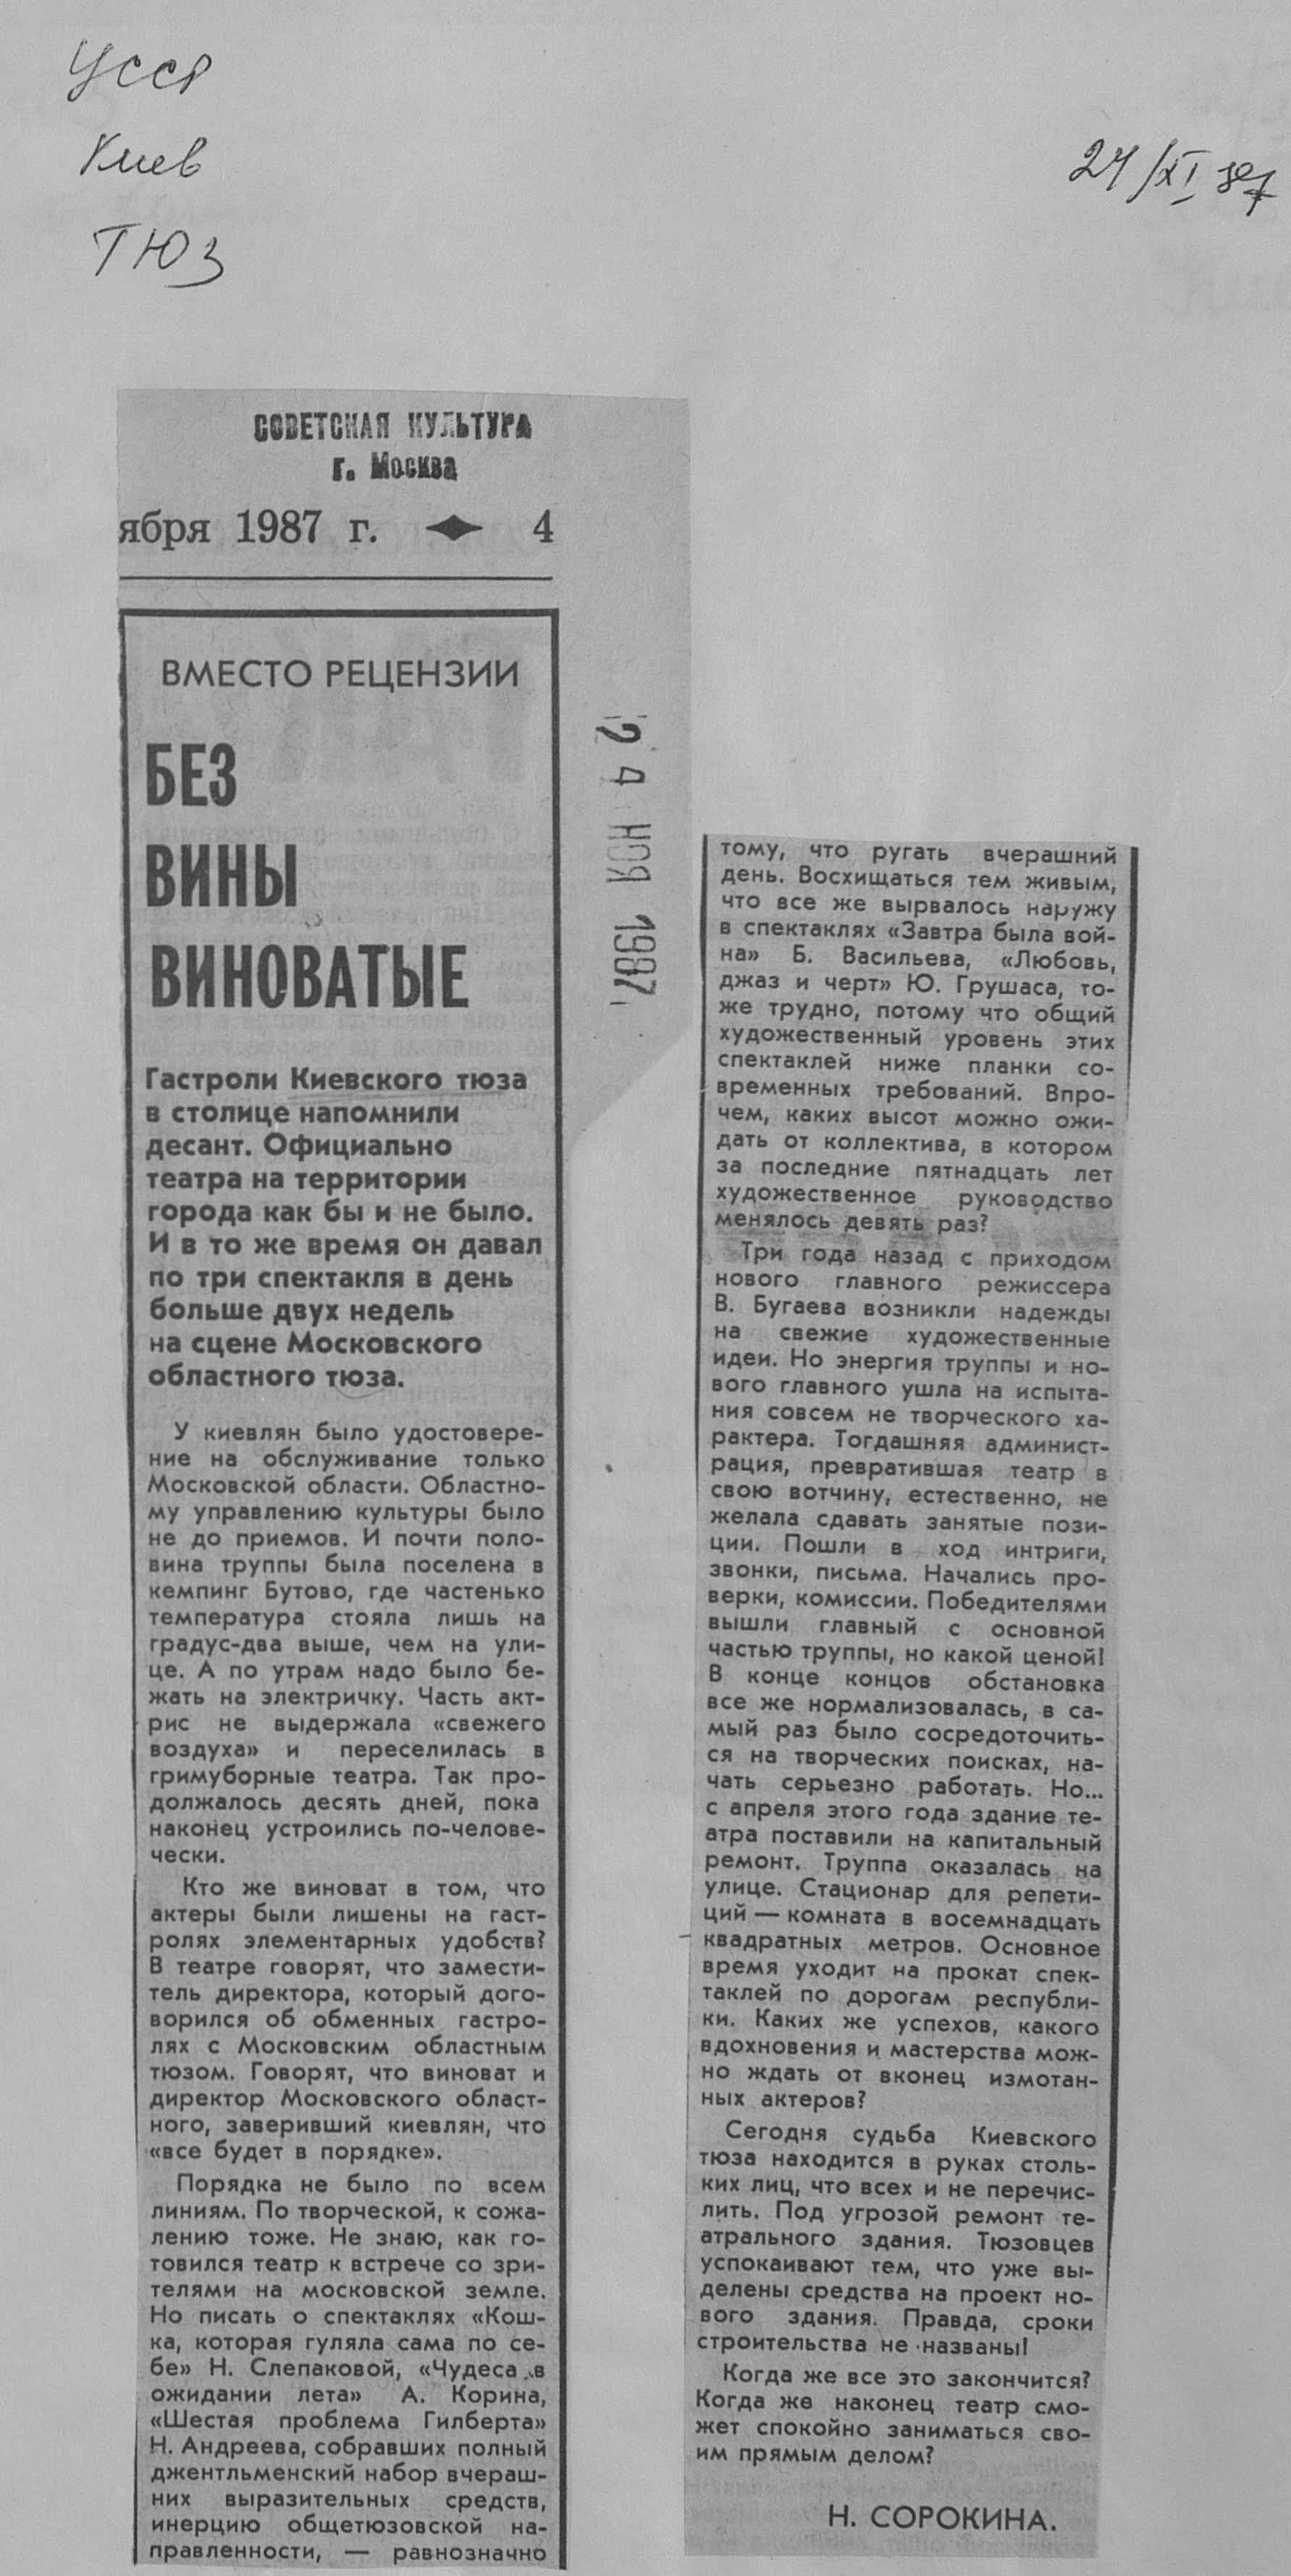 УССР
Киев
ТЮЗ
24/XI 87
СОВЕТСКАЯ КУЛЬТУРА
г. Москва
ября 1987 г. 4
24 НОЯ 1987
ВМЕСТО РЕЦЕНЗИИ
БЕЗ
ВИНЫ
ВИНОВАТЫЕ
Гастроли Киевского тюза
в столице напомнили
десант. Официально
театра на территории
города как бы и не было.
И в то же время он давал
по три спектакля в день
больше двух недель
на сцене Московского
областного тюза.
У киевлян было удостовере-
ние на обслуживание только
Московской области. Областно-
му управлению культуры было
не до приемов. И почти поло-
вина труппы была поселена в
кемпинг Бутово, где частенько
температура стояла лишь на
градус-два выше, чем на ули-
це. А по утрам надо было бе-
жать на электричку. Часть акт-
рис не выдержала «свежего
воздуха» и переселилась в
гримуборные театра. Так про-
должалось десять дней, пока
наконец устроились по-челове-
чески.
Кто же виноват в том, что
актеры были лишены на гаст-
ролях элементарных удобств?
В театре говорят, что замести-
тель директора, который дого-
ворился об обменных гастро-
лях с Московским областным
тюзом. Говорят, что виноват и
директор Московского област-
ного, заверивший киевлян, что
«все будет в порядке».
Порядка не было по всем
линиям. По творческой, к сожа-
лению тоже. Не знаю, как го-
товился театр к встрече со зри-
телями на московской земле.
Но писать о спектаклях «Кош-
ка, которая гуляла сама по се-
бе» Н. Слепаковой, «Чудеса в
ожидании лета» А. Корина,
«Шестая проблема Гилберта»
Н. Андреева, собравших полный
джентльменский набор вчераш-
них выразительных средств,
инерцию общетюзовской на-
правленности, — равнозначно
тому, что ругать вчерашний
день. Восхищаться тем живым,
что все же вырвалось наружу
в спектаклях «Завтра была вой-
на» Б. Васильева, «Любовь,
джаз и черт» Ю. Грушаса, то-
же трудно, потому что общий
художественный уровень этих
спектаклей ниже планки со-
временных требований. Впро-
чем, каких высот можно ожи-
дать от коллектива, в котором
за последние пятнадцать лет
художественное руководство
менялось девять раз?
Три года назад с приходом
нового главного режиссера
В. Бугаева возникли надежды
на свежие художественные
идеи. Но энергия труппы и но-
вого главного ушла на испыта-
ния совсем не творческого ха-
рактера. Тогдашняя админист-
рация, превратившая театр в
свою вотчину, естественно, не
желала сдавать занятые пози-
ции. Пошли в ход интриги,
звонки, письма. Начались про-
верки, комиссии. Победителями
вышли главный с основной
частью труппы, но какой ценой!
В конце концов обстановка
все же нормализовалась, в са-
мый раз было сосредоточить-
ся на творческих поисках, на-
чать серьезно работать. Но...
с апреля этого года здание те-
атра поставили на капитальный
ремонт. Труппа оказалась на
улице. Стационар для репети-
ций — комната в восемнадцать
квадратных метров. Основное
время уходит на прокат спек-
таклей по дорогам республи-
ки. Каких же успехов, какого
вдохновения и мастерства мож-
но ждать от вконец измотан-
ных актеров?
Сегодня судьба Киевского
тюза находится в руках столь-
ких лиц, что всех и не перечис-
лить. Под угрозой ремонт те-
атрального здания. Тюзовцев
успокаивают тем, что уже вы-
делены средства на проект но-
вого здания. Правда, сроки
строительства не названы!
Когда же все это закончится?
Когда же наконец театр смо-
жет спокойно заниматься сво-
им прямым делом?
Н. СОРОКИНА.